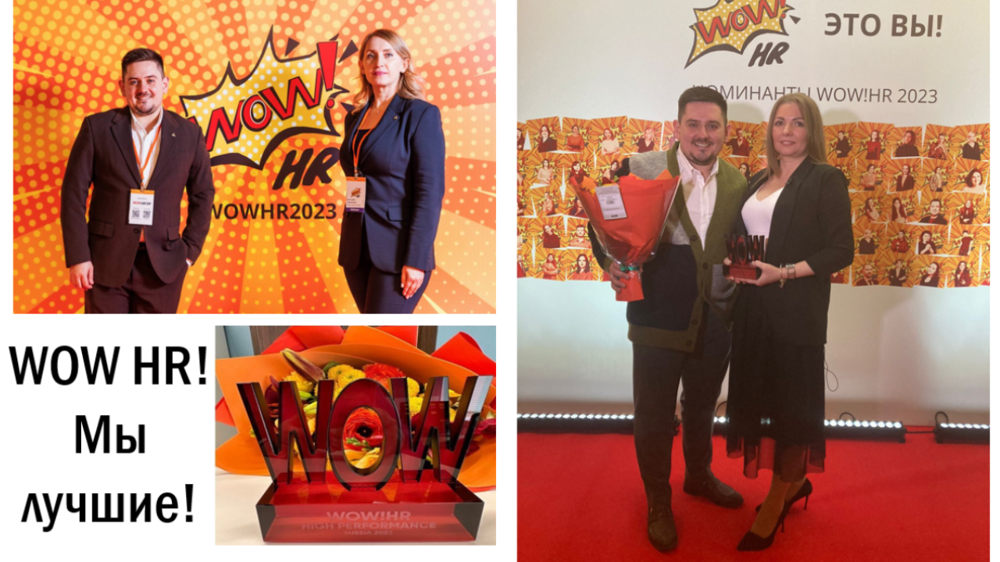 WOW!
HR
WOWHR2023
WOW HR!
Мы
лучшие!
WOW
WOW!HR
HIGH PERFORMANCE
RUSSIA 2023
WOW!
HR
ЭТО ВЫ!
НОМИНАНТЫ WOW!HR 2023
WOW!